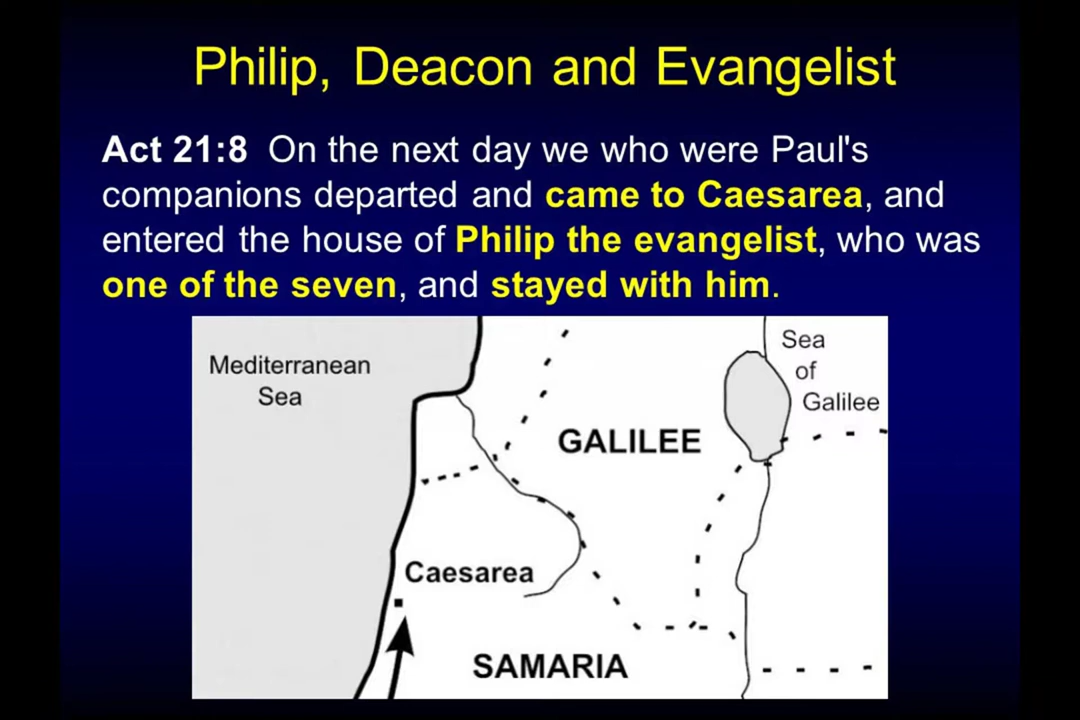 Philip, Deacon and Evangelist
Act 21:8 On the next day we who were Paul's
companions departed and came to Caesarea, and
entered the house of Philip the evangelist, who was
one of the seven, and stayed with him.
Mediterranean
Sea
Sea
of
Galilee
GALILEE
Caesarea
SAMARIA